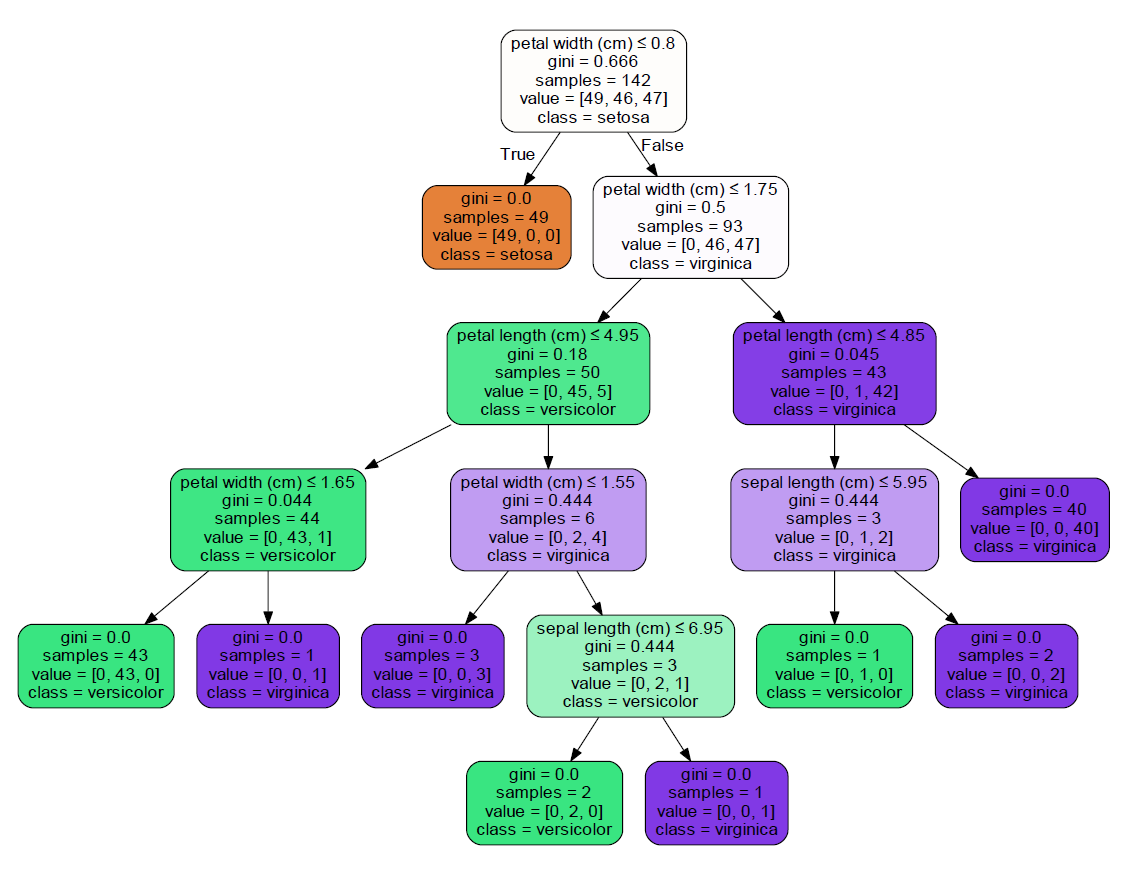 petal width (cm) ≤ 0.8
gini = 0.666
samples = 142
value = [49, 46, 47]
class = setosa
True
False
gini = 0.0
samples = 49
value = [49, 0, 0]
class = setosa
petal width (cm) ≤ 1.75
gini = 0.5
samples = 93
value = [0, 46, 47]
class = virginica
petal length (cm) ≤ 4.95
gini = 0.18
samples = 50
value = [0, 45, 5]
class = versicolor
petal length (cm) ≤ 4.85
gini = 0.045
samples = 43
value = [0, 1, 42]
class = virginica
petal width (cm) ≤ 1.65
gini = 0.044
samples = 44
value = [0, 43, 1]
class = versicolor
petal width (cm) ≤ 1.55
gini = 0.444
samples = 6
value = [0, 2, 4]
class = virginica
sepal length (cm) ≤ 5.95
gini = 0.444
samples = 3
value = [0, 1, 2]
class = virginica
gini = 0.0
samples = 40
value = [0, 0, 40]
class = virginica
gini = 0.0
samples = 43
value = [0, 43, 0]
class = versicolor
gini = 0.0
samples = 1
value = [0, 0, 1]
class = virginica
gini = 0.0
samples = 3
value = [0, 0, 3]
class = virginica
sepal length (cm) ≤ 6.95
gini = 0.444
samples = 3
value = [0, 2, 1]
class = versicolor
gini = 0.0
samples = 1
value = [0, 1, 0]
class = versicolor
gini = 0.0
samples = 2
value = [0, 0, 2]
class = virginica
gini = 0.0
samples = 2
value = [0, 2, 0]
class = versicolor
gini = 0.0
samples = 1
value = [0, 0, 1]
class = virginica